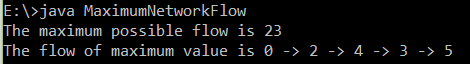 E:\>java MaximumNetworkFlow
The maximum possible flow is 23
The flow of maximum value is 0 -> 2 -> 4 -> 3 -> 5